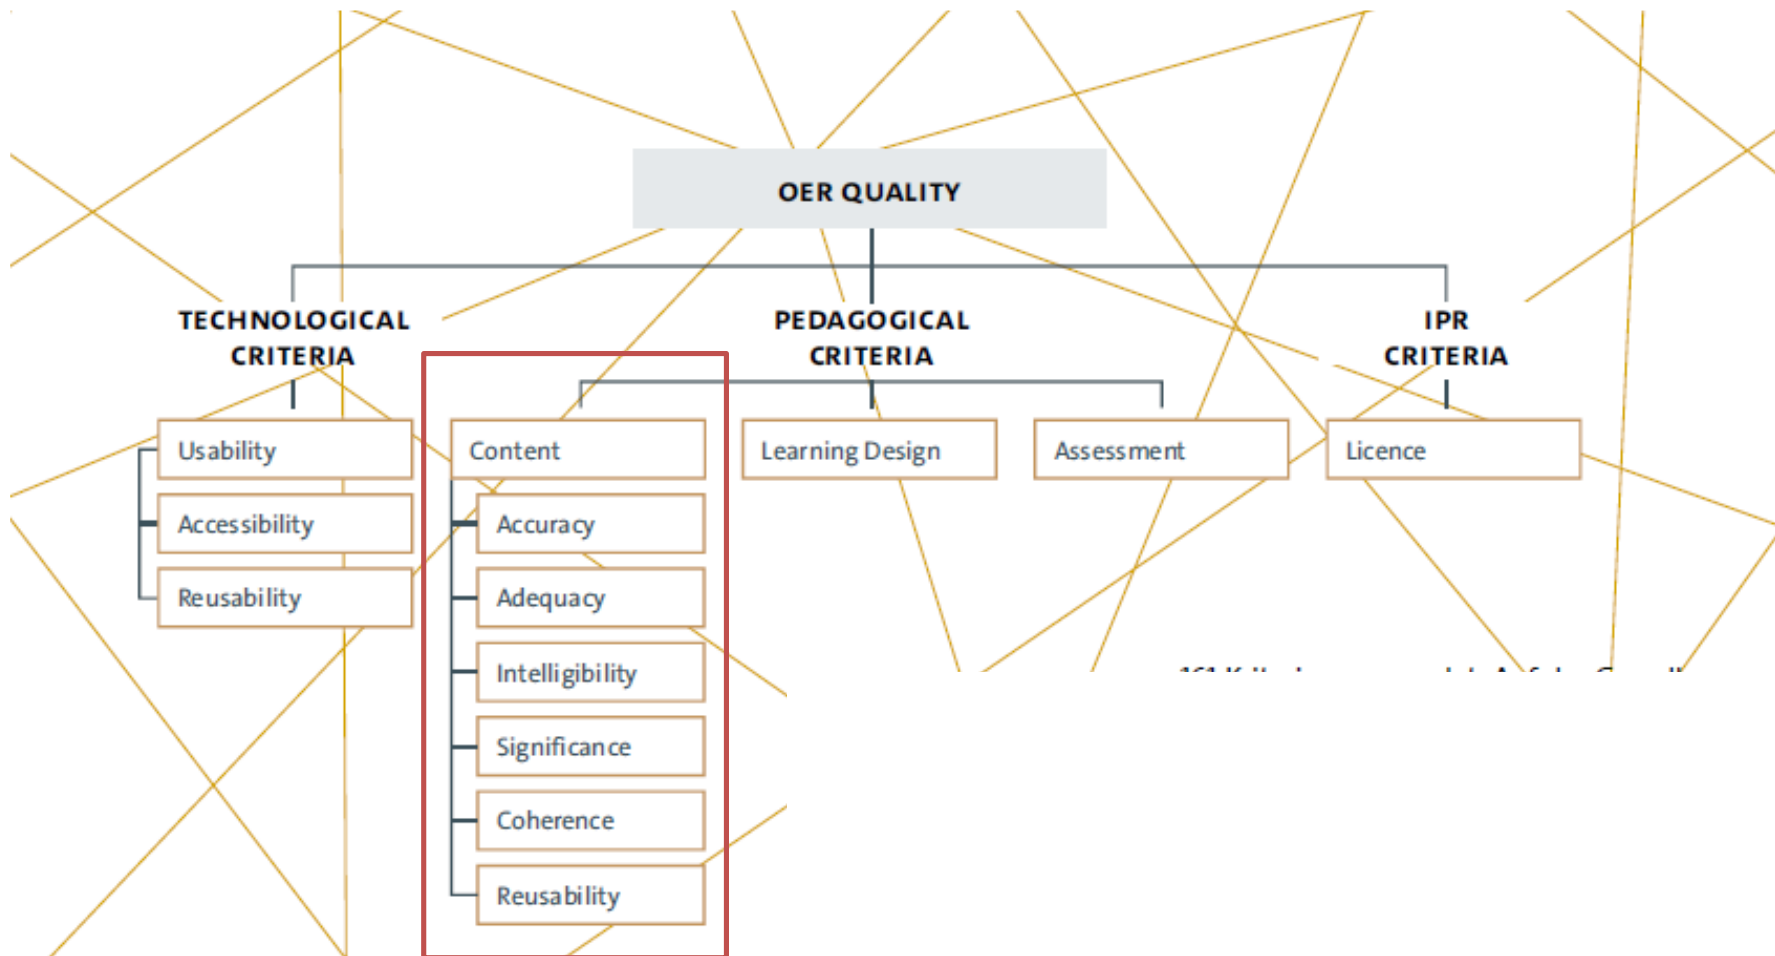 OER QUALITY
TECHNOLOGICAL
CRITERIA
PEDAGOGICAL
CRITERIA
IPR
CRITERIA
Usability
Accessibility
Reusability
Content
Accuracy
Adequacy
Intelligibility
Significance
Coherence
Reusability
Learning Design
Assessment
Licence